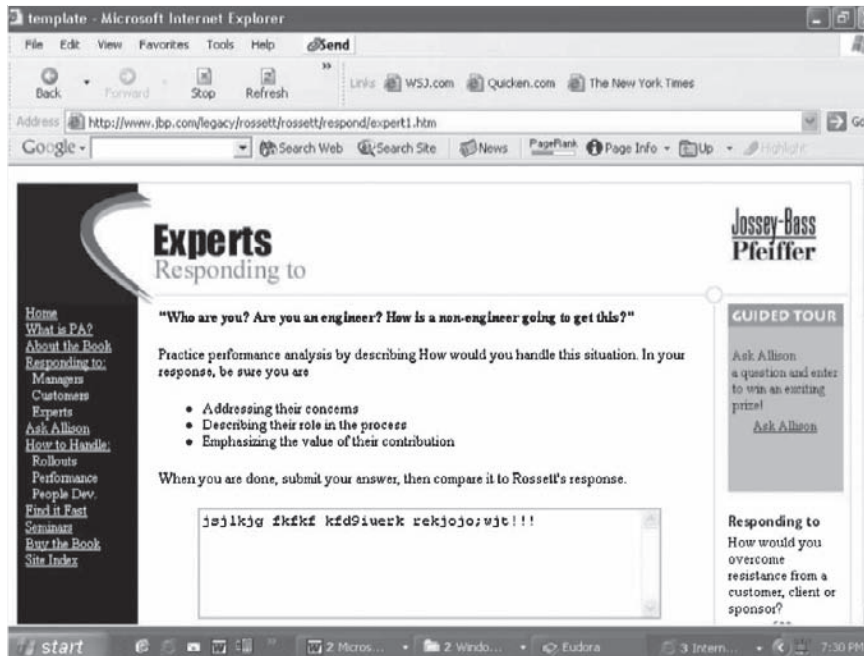 template - Microsoft Internet Explorer
File Edit View Favorites Tools Help Send
Back Forward Stop Refresh » Links WSJ.com Quicken.com The New York Times
Address http://www.jbp.com/legacy/rossett/rossett/respond/expert1.htm Go
Google Search Web Search Site News PageRank Page Info Up Highlight
Experts
Responding to
Jossey-Bass
Pfeiffer
Home
What is PA?
About the Book
Responding to:
Managers
Customers
Experts
Ask Allison
How to Handle:
Rollouts
Performance
People Dev.
Find it Fast
Seminars
Buy the Book
Site Index
"Who are you? Are you an engineer? How is a non-engineer going to get this?"
Practice performance analysis by describing How would you handle this situation. In your
response, be sure you are
• Addressing their concerns
• Describing their role in the process
• Emphasizing the value of their contribution
When you are done, submit your answer, then compare it to Rossett's response.
jsjlkjg fkfkf kfd9iuerk rekjojo;wjt!!!
GUIDED TOUR
Ask Allison
a question and enter
to win an exciting
prize!
Ask Allison
Responding to
How would you
overcome
resistance from a
customer, client or
sponsor?
start » 2 Micros... 2 Windo... Eudora 3 Intern... 7:30 PM